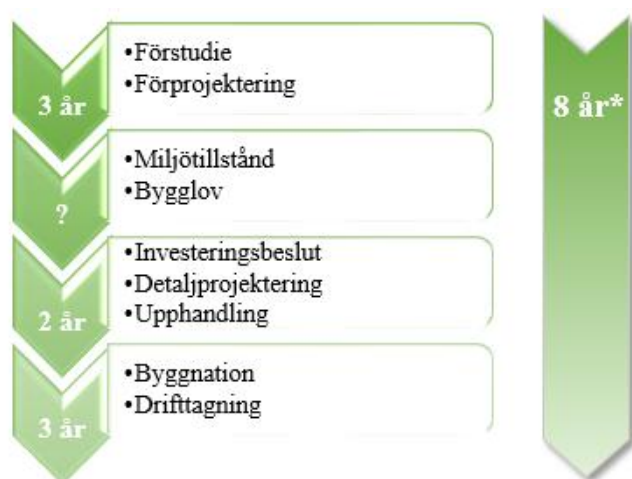 •Förstudie
•Förprojektering
3 år
•Miljötillstånd
•Bygglov
?
•Investeringsbeslut
•Detaljprojektering
•Upphandling
2 år
•Byggnation
•Drifttagning
3 år
8 år*